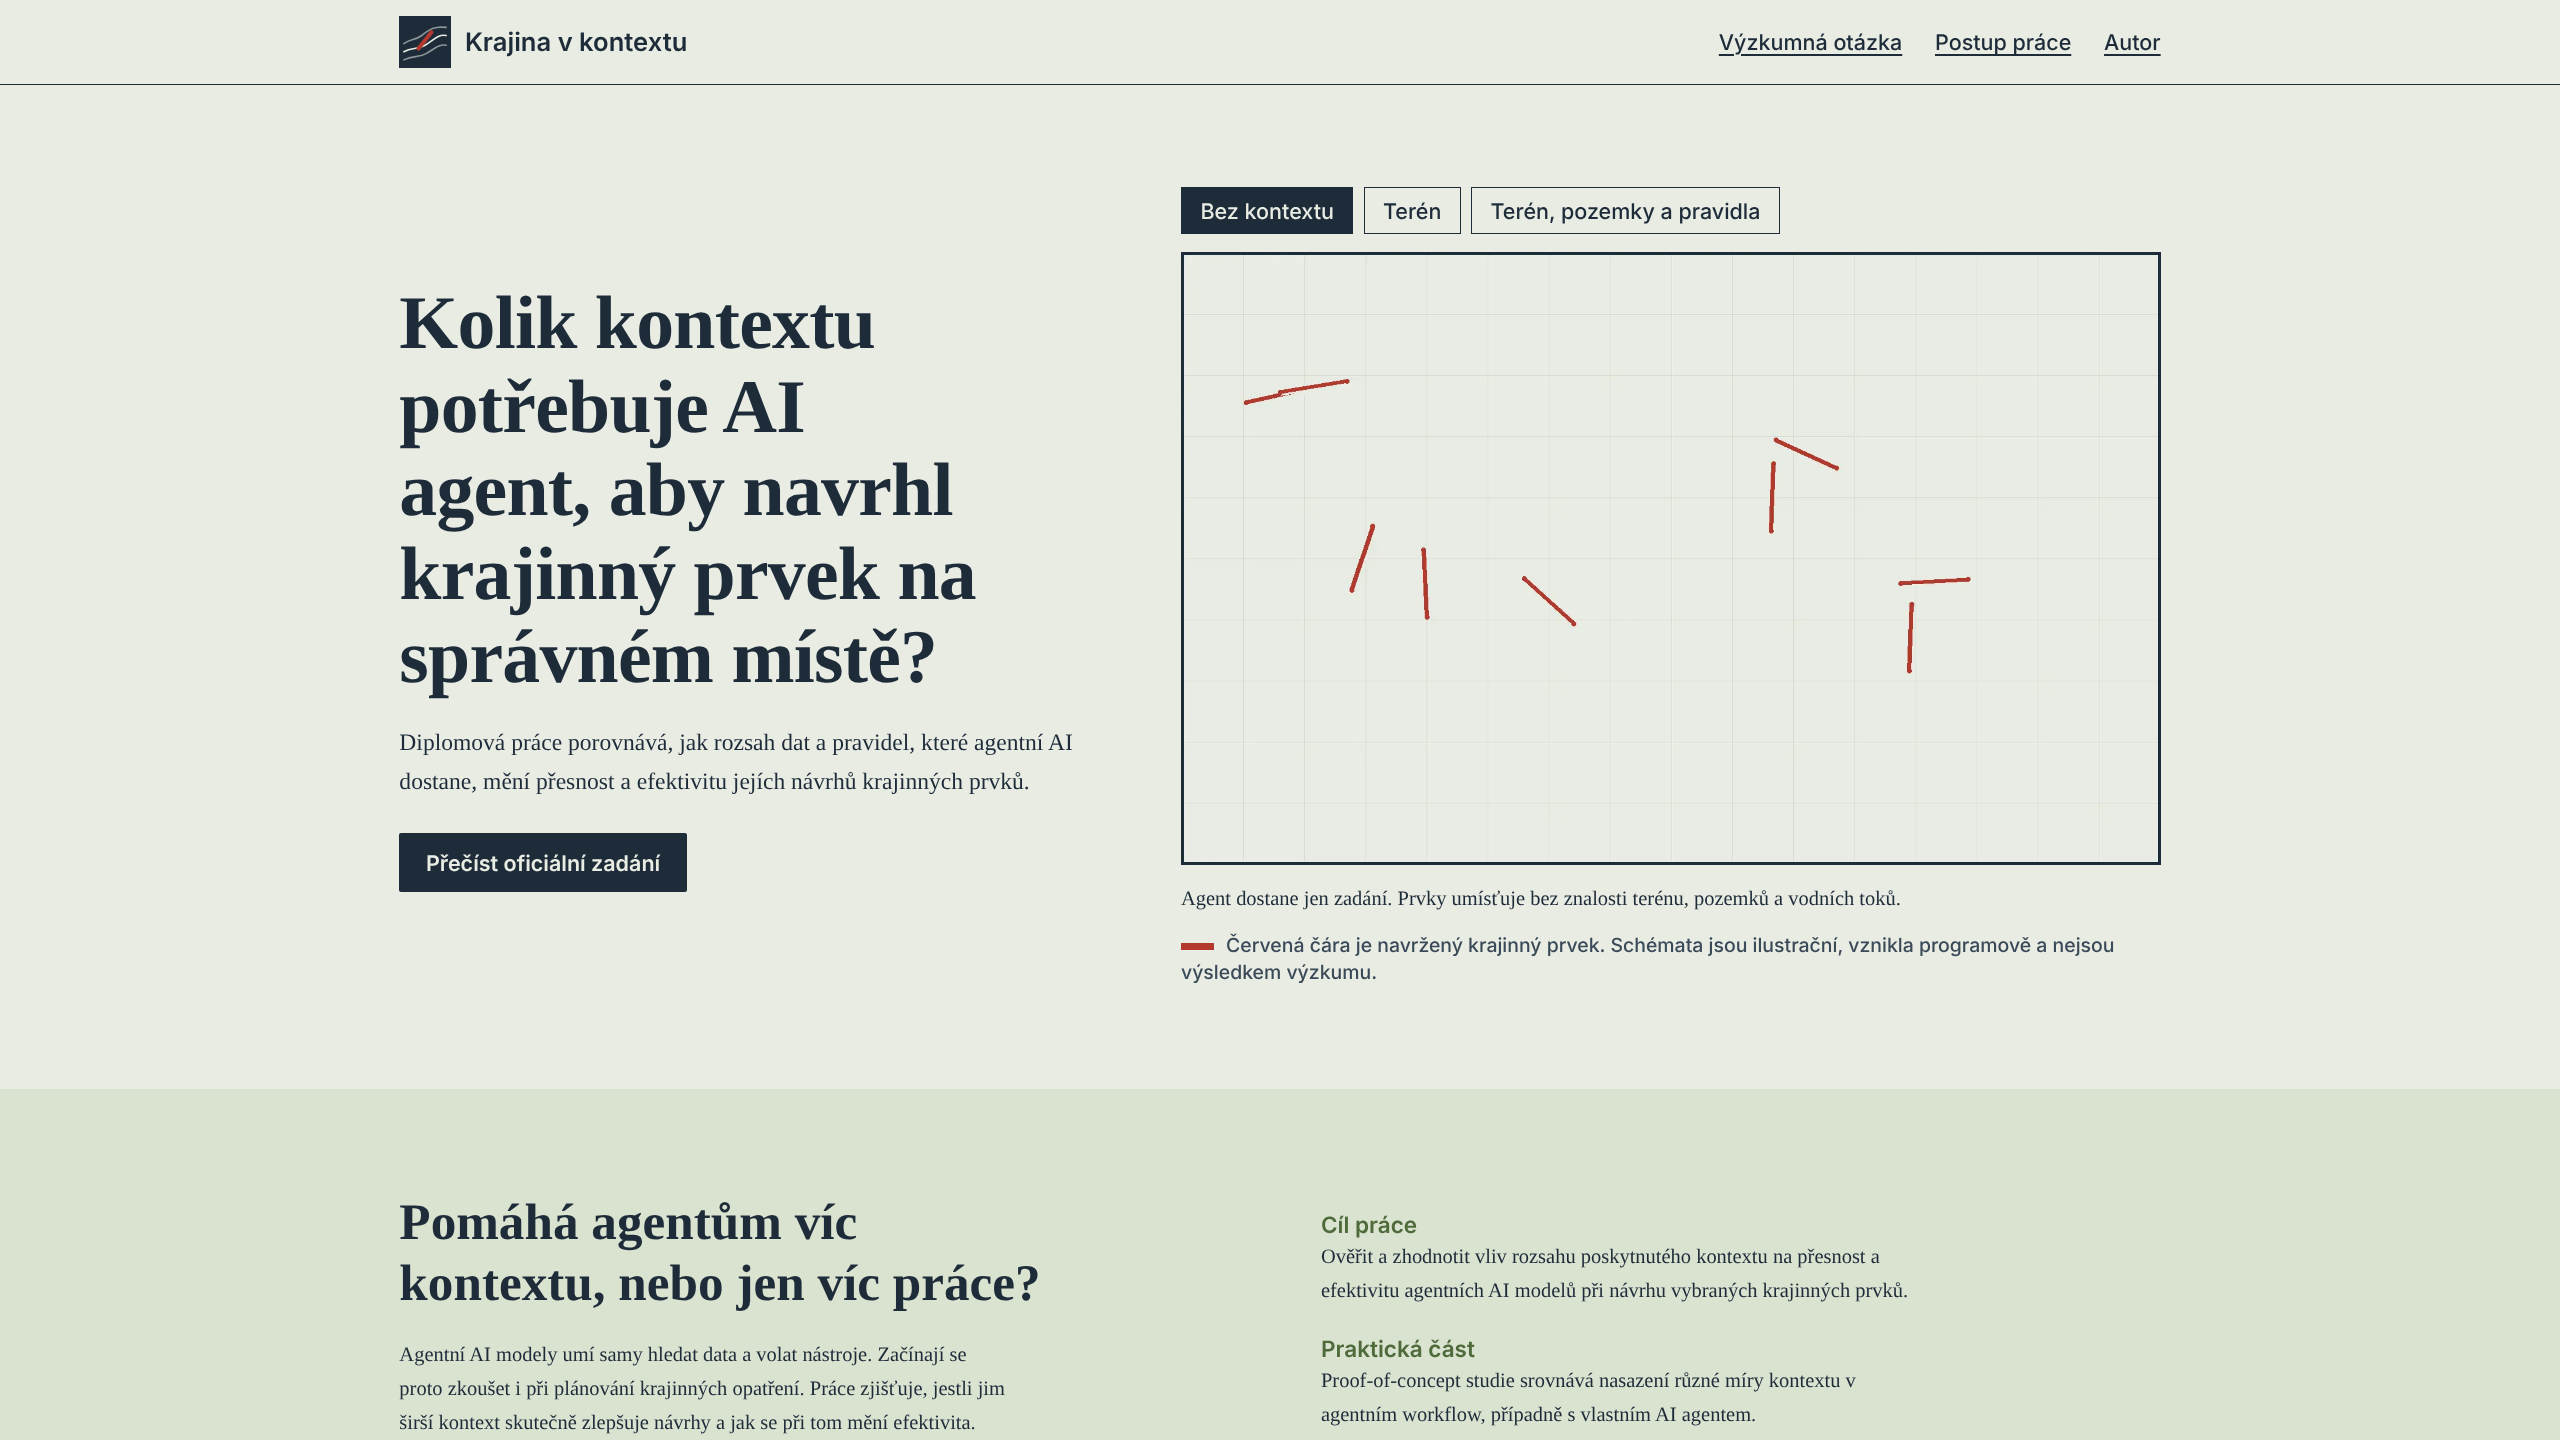 Krajina v kontextu
Výzkumná otázka
Postup práce
Autor
Kolik kontextu
potřebuje AI
agent, aby navrhl
krajinný prvek na
správném místě?
Diplomová práce porovnává, jak rozsah dat a pravidel, které agentní AI
dostane, mění přesnost a efektivitu jejích návrhů krajinných prvků.
Přečíst oficiální zadání
Bez kontextu
Terén
Terén, pozemky a pravidla
Agent dostane jen zadání. Prvky umísťuje bez znalosti terénu, pozemků a vodních toků.
Červená čára je navržený krajinný prvek. Schémata jsou ilustrační, vznikla programově a nejsou
výsledkem výzkumu.
Pomáhá agentům víc
kontextu, nebo jen víc práce?
Agentní AI modely umí samy hledat data a volat nástroje. Začínají se
proto zkoušet i při plánování krajinných opatření. Práce zjišťuje, jestli jim
širší kontext skutečně zlepšuje návrhy a jak se při tom mění efektivita.
Cíl práce
Ověřit a zhodnotit vliv rozsahu poskytnutého kontextu na přesnost a
efektivitu agentních AI modelů při návrhu vybraných krajinných prvků.
Praktická část
Proof-of-concept studie srovnává nasazení různé míry kontextu v
agentním workflow, případně s vlastním AI agentem.